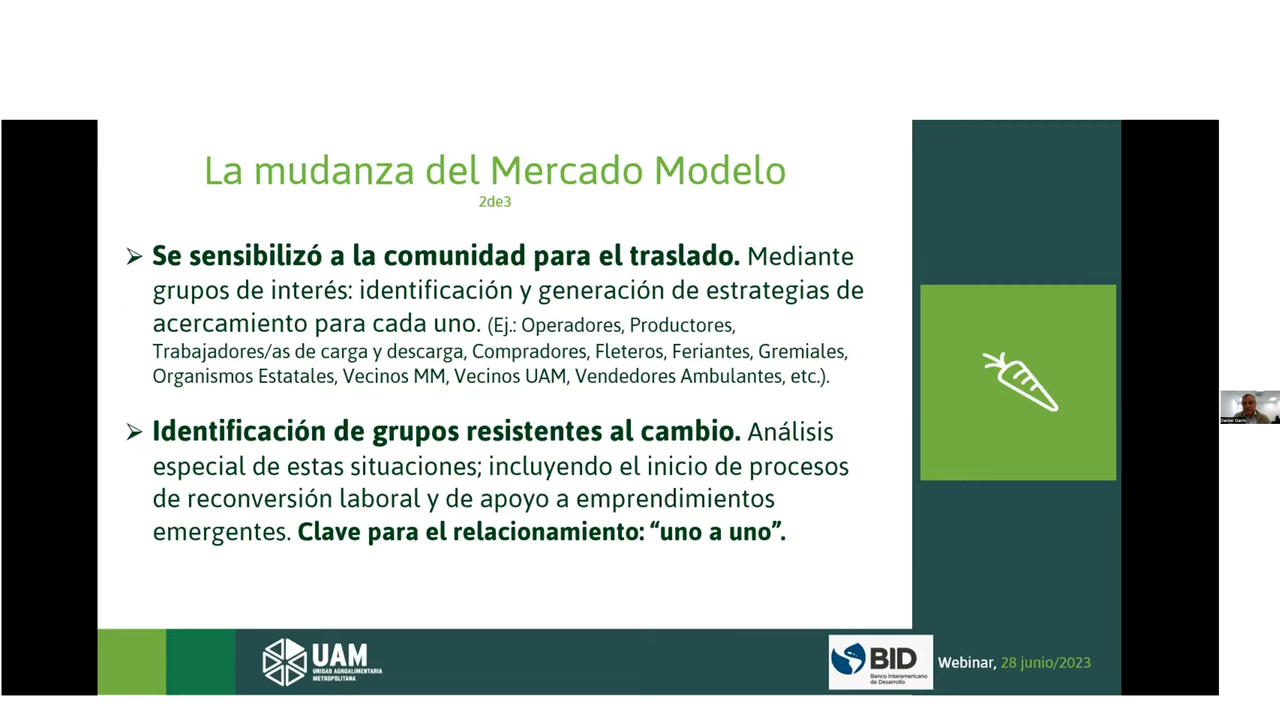 La mudanza del Mercado Modelo
2de3
➢ Se sensibilizó a la comunidad para el traslado. Mediante
grupos de interés: identificación y generación de estrategias de
acercamiento para cada uno. (Ej.: Operadores, Productores,
Trabajadores/as de carga y descarga, Compradores, Fleteros, Feriantes, Gremiales,
Organismos Estatales, Vecinos MM, Vecinos UAM, Vendedores Ambulantes, etc.).
➢ Identificación de grupos resistentes al cambio. Análisis
especial de estas situaciones; incluyendo el inicio de procesos
de reconversión laboral y de apoyo a emprendimientos
emergentes. Clave para el relacionamiento: “uno a uno”.
UAM
UNIDAD AGROALIMENTARIA
METROPOLITANA
BID
Banco Interamericano
de Desarrollo
Webinar, 28 junio/2023
Daniel Garín